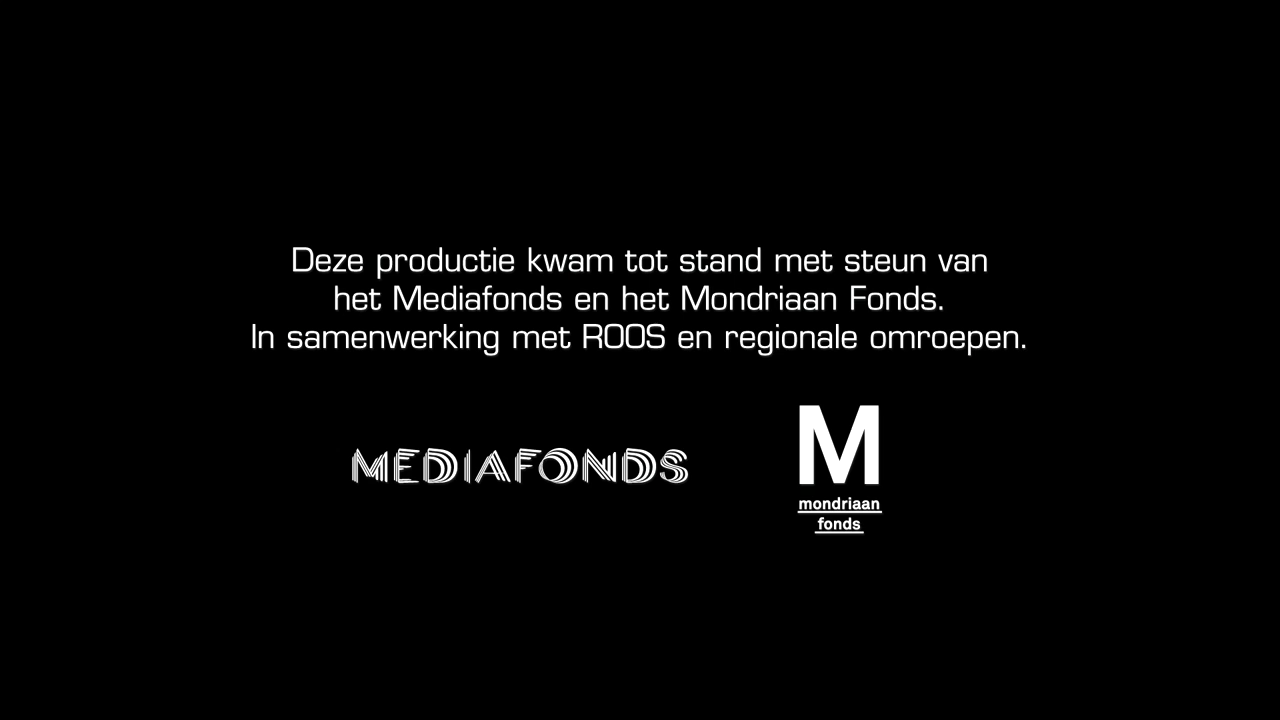 Deze productie kwam tot stand met steun van
het Mediafonds en het Mondriaan Fonds.
In samenwerking met ROOS en regionale omroepen.
MEDIAFONDS
M
mondriaan
fonds